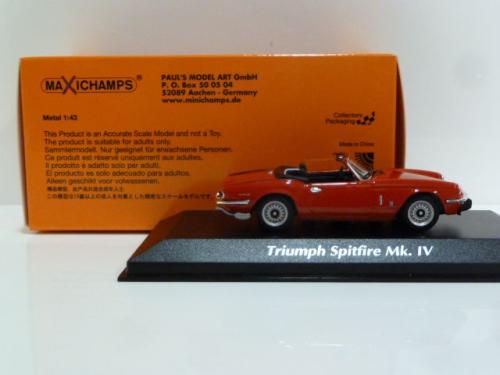 MAXICHAMPS®
PAUL'S MODEL ART GmbH
P. O. Box 50 05 04
52089 Aachen - Germany
www.minichamps.de
Metal 1:43
Collectors
Packaging
This Product is an Accurate Scale Model and not a Toy.
The product is suitable for adults only.
Sammlermodell. Nur geeignet für erwachsene Personen.
Ce produit est réservé uniquement aux adultes.
Il prodotto è adatto solo per adulti.
El producto es aconsejado solo para adultos.
Alleen geschikt voor volwassenen.
Made in China
Triumph Spitfire Mk. IV